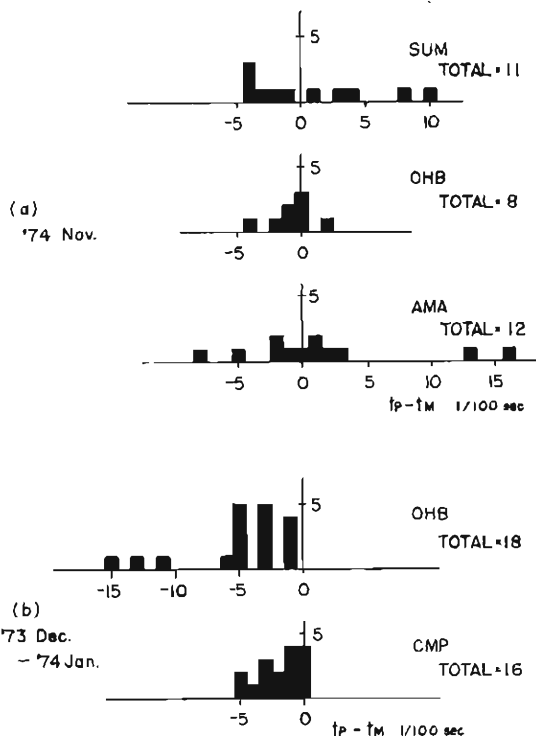 5
SUM
TOTAL=11
-5 0 5 10
5
OHB
TOTAL=8
-5 0
(a)
'74 Nov.
5
AMA
TOTAL=12
-5 0 5 10 15
tP-tM 1/100 sec
5
OHB
TOTAL=18
-15 -10 -5 0
(b)
'73 Dec.
~ '74 Jan.
5
CMP
TOTAL=16
-5 0
tP - tM 1/100 sec